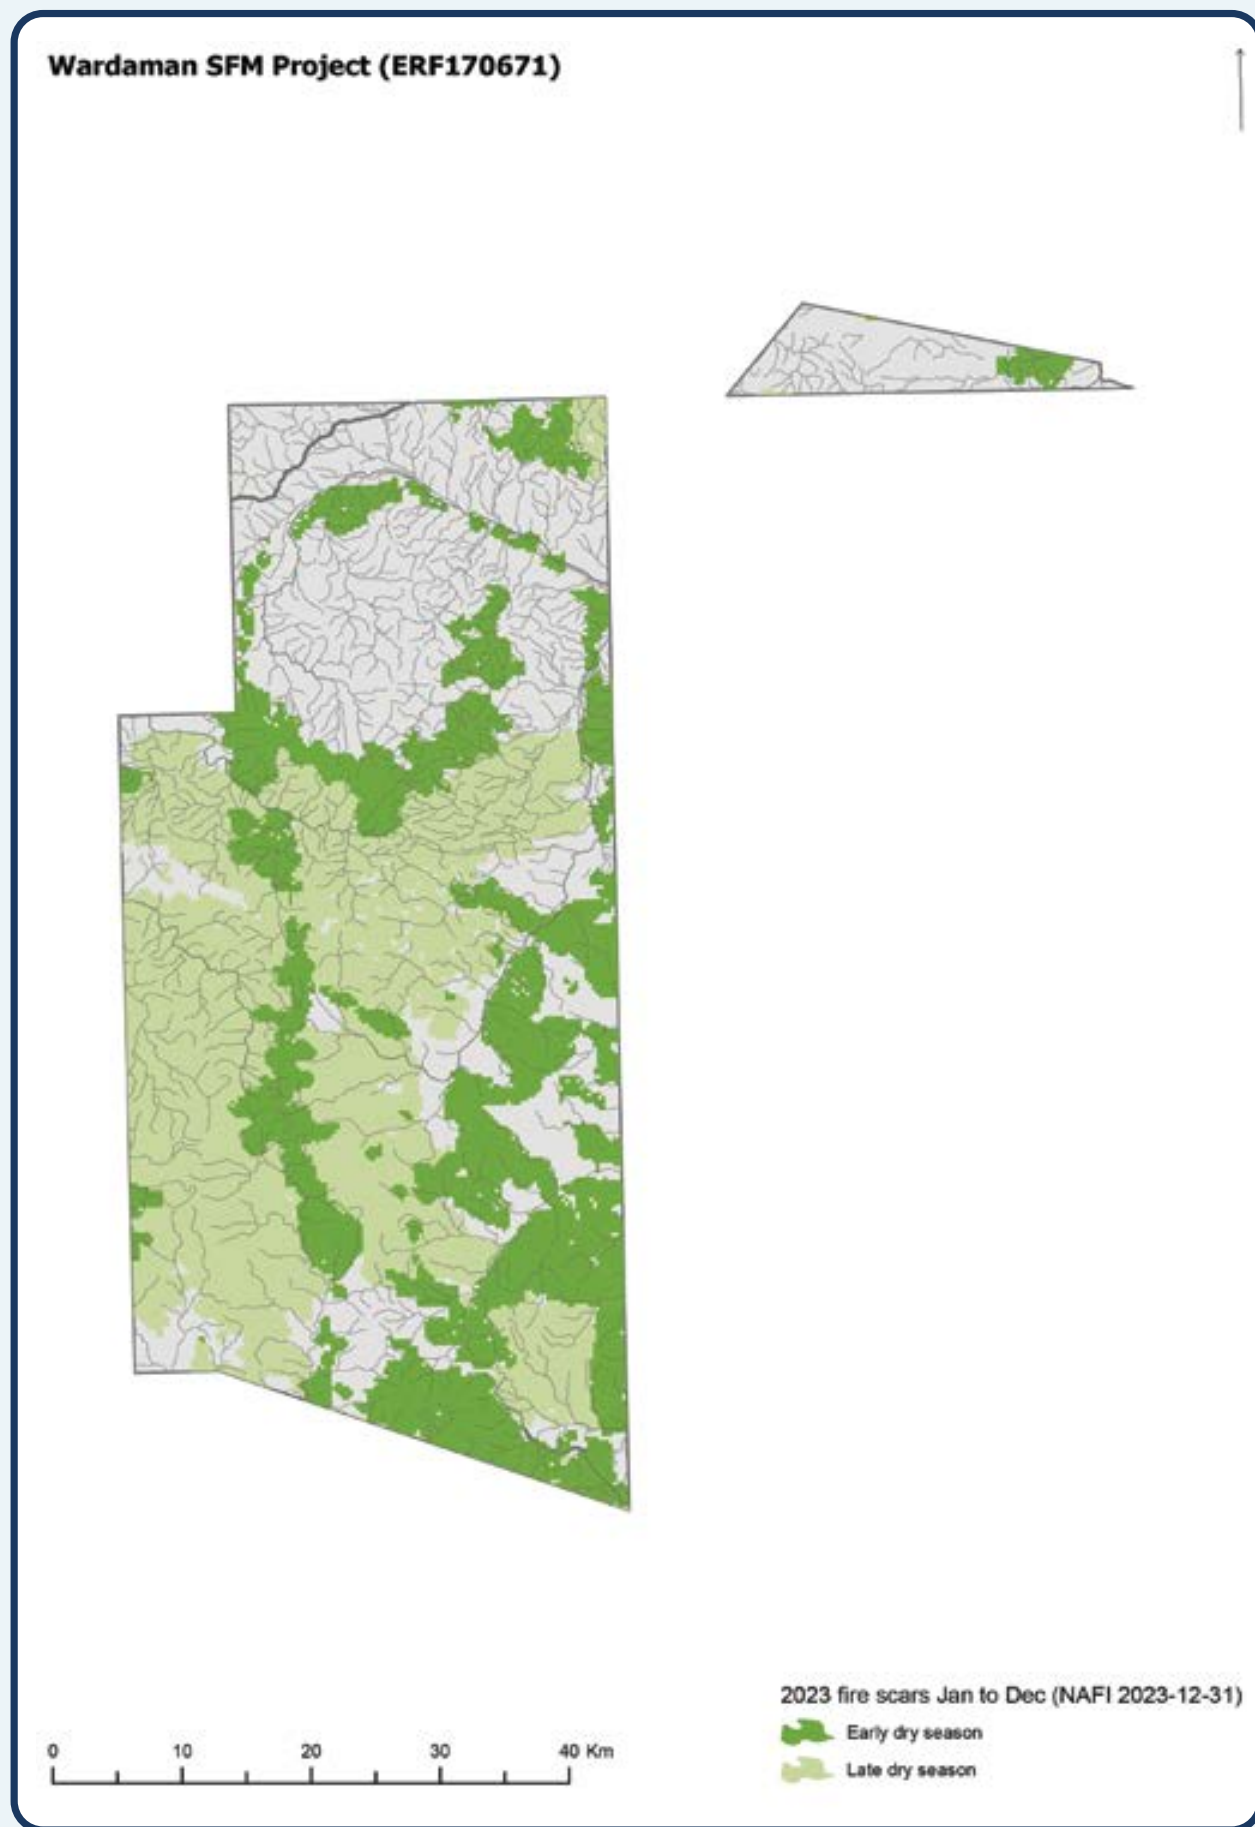 Wardaman SFM Project (ERF170671)
2023 fire scars Jan to Dec (NAFI 2023-12-31)
Early dry season
Late dry season
0 10 20 30 40 Km